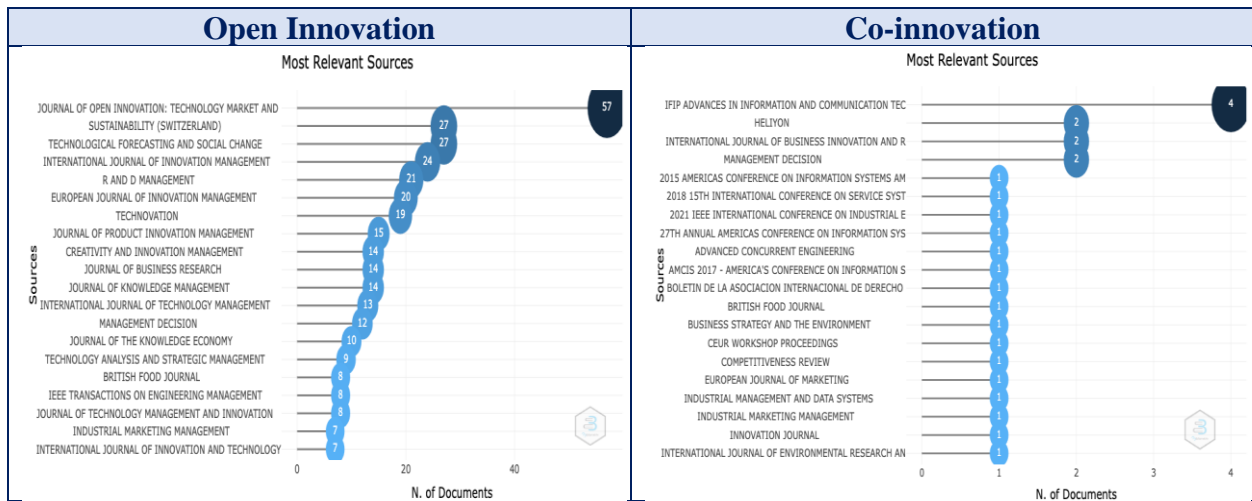 Open Innovation
Most Relevant Sources
JOURNAL OF OPEN INNOVATION: TECHNOLOGY MARKET AND 57
SUSTAINABILITY (SWITZERLAND) 27
TECHNOLOGICAL FORECASTING AND SOCIAL CHANGE 27
INTERNATIONAL JOURNAL OF INNOVATION MANAGEMENT 24
R AND D MANAGEMENT 21
EUROPEAN JOURNAL OF INNOVATION MANAGEMENT 20
TECHNOVATION 19
JOURNAL OF PRODUCT INNOVATION MANAGEMENT 15
CREATIVITY AND INNOVATION MANAGEMENT 14
JOURNAL OF BUSINESS RESEARCH 14
JOURNAL OF KNOWLEDGE MANAGEMENT 14
INTERNATIONAL JOURNAL OF TECHNOLOGY MANAGEMENT 13
MANAGEMENT DECISION 12
JOURNAL OF THE KNOWLEDGE ECONOMY 10
TECHNOLOGY ANALYSIS AND STRATEGIC MANAGEMENT 9
BRITISH FOOD JOURNAL 8
IEEE TRANSACTIONS ON ENGINEERING MANAGEMENT 8
JOURNAL OF TECHNOLOGY MANAGEMENT AND INNOVATION 8
INDUSTRIAL MARKETING MANAGEMENT 7
INTERNATIONAL JOURNAL OF INNOVATION AND TECHNOLOGY 7
Sources
0 20 40
N. of Documents
Co-innovation
Most Relevant Sources
IFIP ADVANCES IN INFORMATION AND COMMUNICATION TEC 4
HELIYON 2
INTERNATIONAL JOURNAL OF BUSINESS INNOVATION AND R 2
MANAGEMENT DECISION 2
2015 AMERICAS CONFERENCE ON INFORMATION SYSTEMS AM 1
2018 15TH INTERNATIONAL CONFERENCE ON SERVICE SYST 1
2021 IEEE INTERNATIONAL CONFERENCE ON INDUSTRIAL E 1
27TH ANNUAL AMERICAS CONFERENCE ON INFORMATION SYS 1
ADVANCED CONCURRENT ENGINEERING 1
AMCIS 2017 - AMERICA'S CONFERENCE ON INFORMATION S 1
BOLETIN DE LA ASOCIACION INTERNACIONAL DE DERECHO 1
BRITISH FOOD JOURNAL 1
BUSINESS STRATEGY AND THE ENVIRONMENT 1
CEUR WORKSHOP PROCEEDINGS 1
COMPETITIVENESS REVIEW 1
EUROPEAN JOURNAL OF MARKETING 1
INDUSTRIAL MANAGEMENT AND DATA SYSTEMS 1
INDUSTRIAL MARKETING MANAGEMENT 1
INNOVATION JOURNAL 1
INTERNATIONAL JOURNAL OF ENVIRONMENTAL RESEARCH AN 1
Sources
0 1 2 3 4
N. of Documents